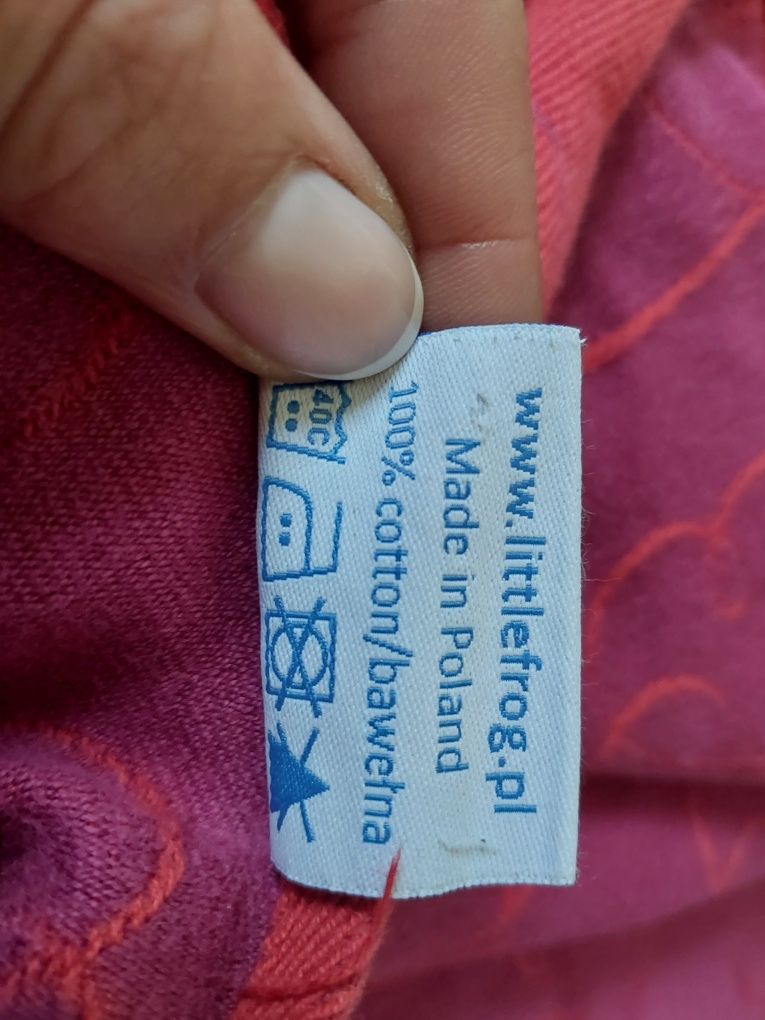 www.littlefrog.pl
Made in Poland
100% cotton/bawełna
40C